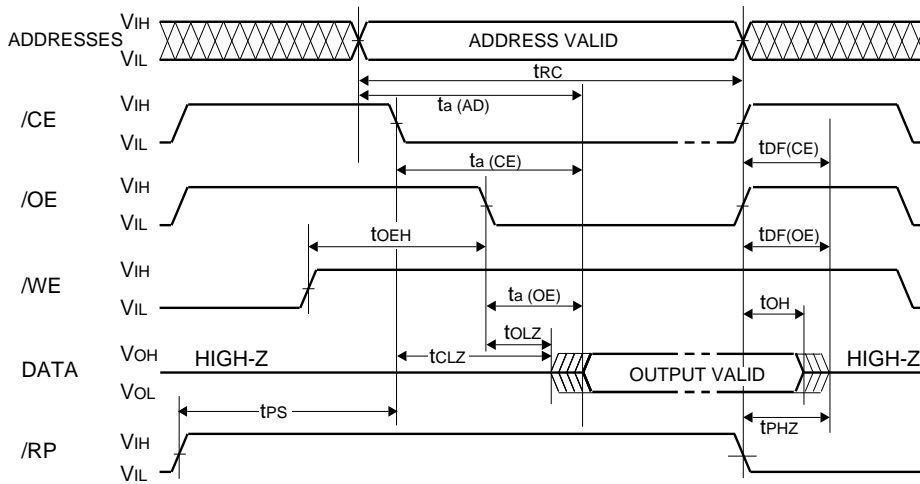 ADDRESSES VIH VIL ADDRESS VALID
tRC
ta (AD)
/CE VIH VIL
ta (CE) tDF(CE)
/OE VIH VIL
tOEH tDF(OE)
/WE VIH VIL
ta (OE) tOH
tOLZ
tCLZ
DATA VOH VOL HIGH-Z OUTPUT VALID HIGH-Z
tPS tPHZ
/RP VIH VIL